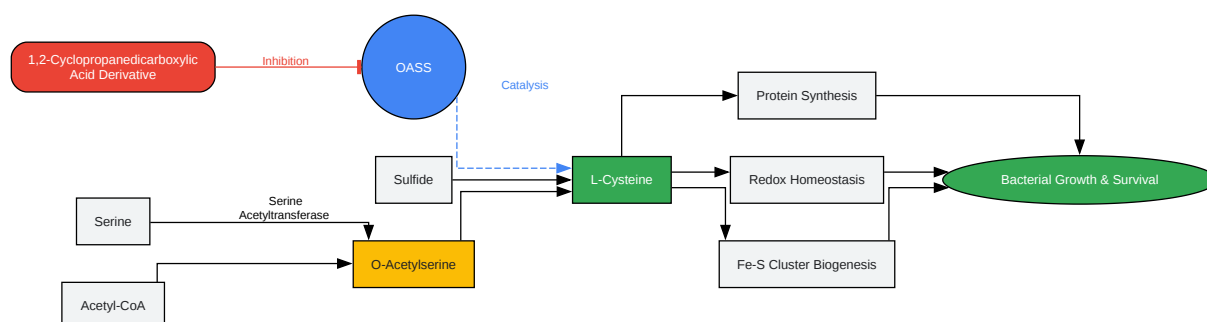 1,2-Cyclopropanedicarboxylic
Acid Derivative
Inhibition
OASS
Catalysis
Protein Synthesis
Sulfide
L-Cysteine
Redox Homeostasis
Bacterial Growth & Survival
Serine
Serine
Acetyltransferase
O-Acetylserine
Fe-S Cluster Biogenesis
Acetyl-CoA